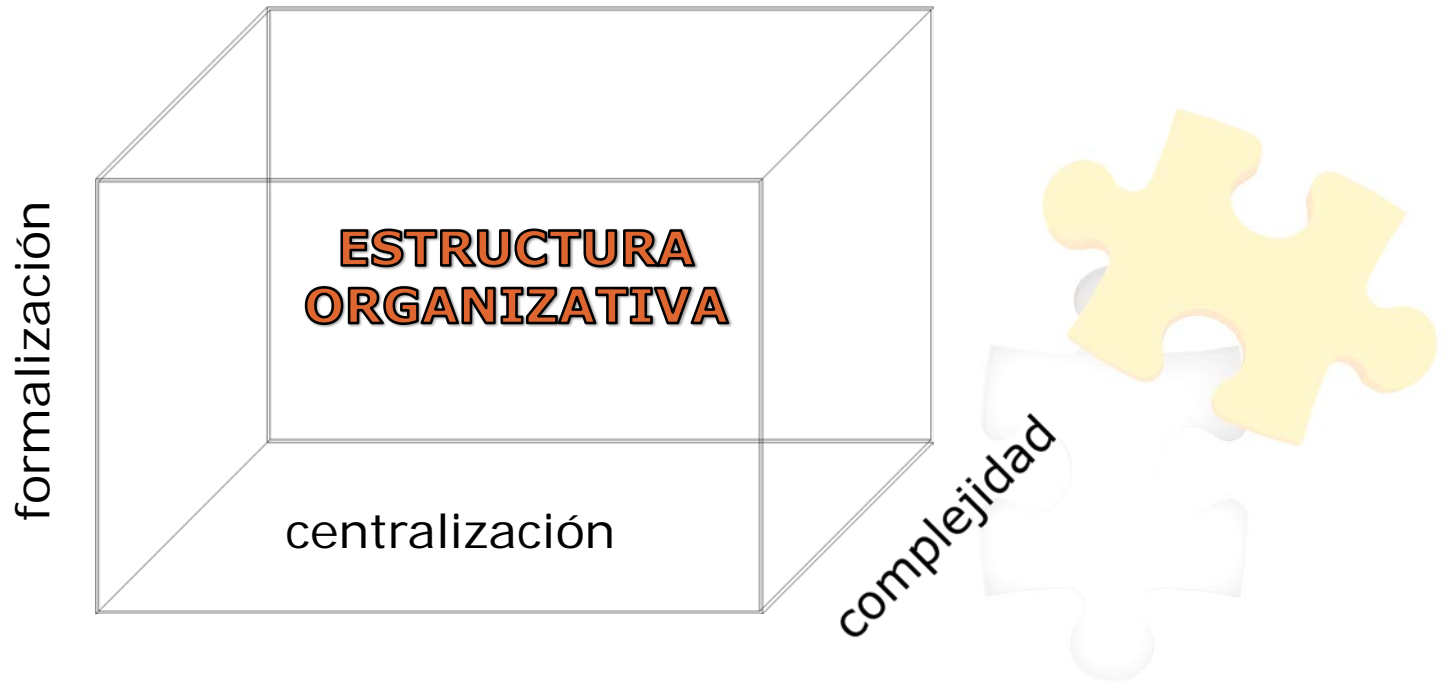 formalización
ESTRUCTURA
ORGANIZATIVA
centralización
complejidad